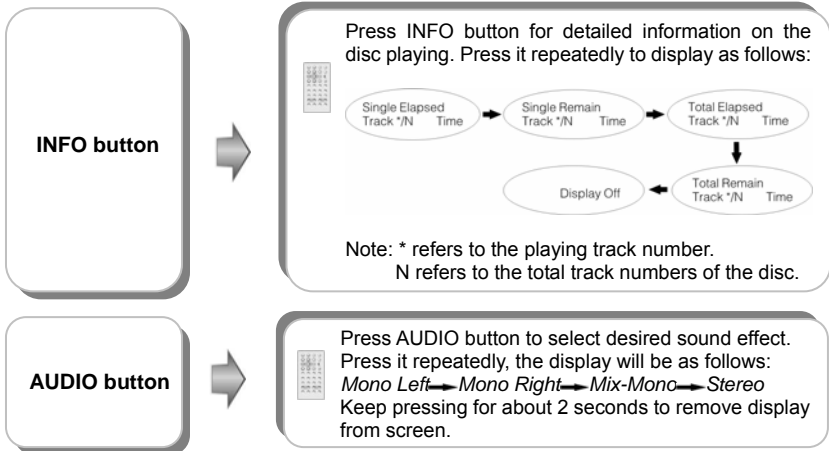 INFO button
Press INFO button for detailed information on the
disc playing. Press it repeatedly to display as follows:
Single Elapsed
Track */N Time
Single Remain
Track */N Time
Total Elapsed
Track */N Time
Total Remain
Track */N Time
Display Off
Note: * refers to the playing track number.
N refers to the total track numbers of the disc.
AUDIO button
Press AUDIO button to select desired sound effect.
Press it repeatedly, the display will be as follows:
Mono Left→Mono Right→Mix-Mono→Stereo
Keep pressing for about 2 seconds to remove display
from screen.